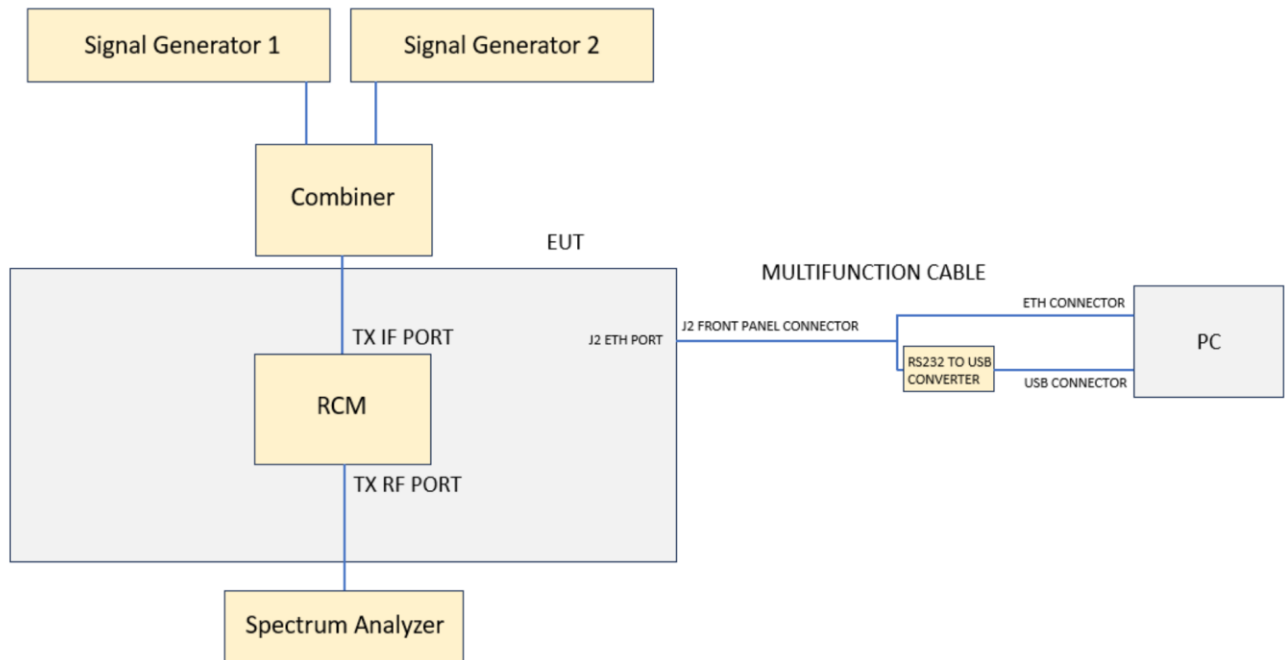 Signal Generator 1
Signal Generator 2
Combiner
EUT
MULTIFUNCTION CABLE
TX IF PORT
J2 ETH PORT
J2 FRONT PANEL CONNECTOR
ETH CONNECTOR
PC
RS232 TO USB
CONVERTER
USB CONNECTOR
RCM
TX RF PORT
Spectrum Analyzer